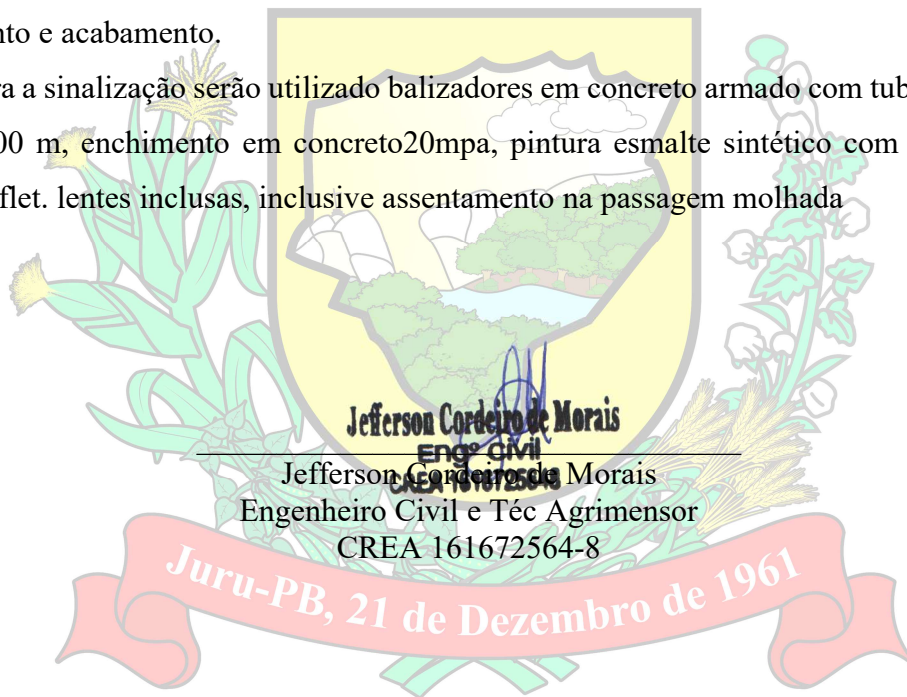 nto e acabamento.
ra a sinalização serão utilizado balizadores em concreto armado com tub
00 m, enchimento em concreto20mpa, pintura esmalte sintético com
flet. lentes inclusas, inclusive assentamento na passagem molhada
Jefferson Cordeiro de Morais
Engº Civil
Jefferson Cordeiro de Morais
Engenheiro Civil e Téc Agrimensor
CREA 161672564-8
Juru-PB, 21 de Dezembro de 1961